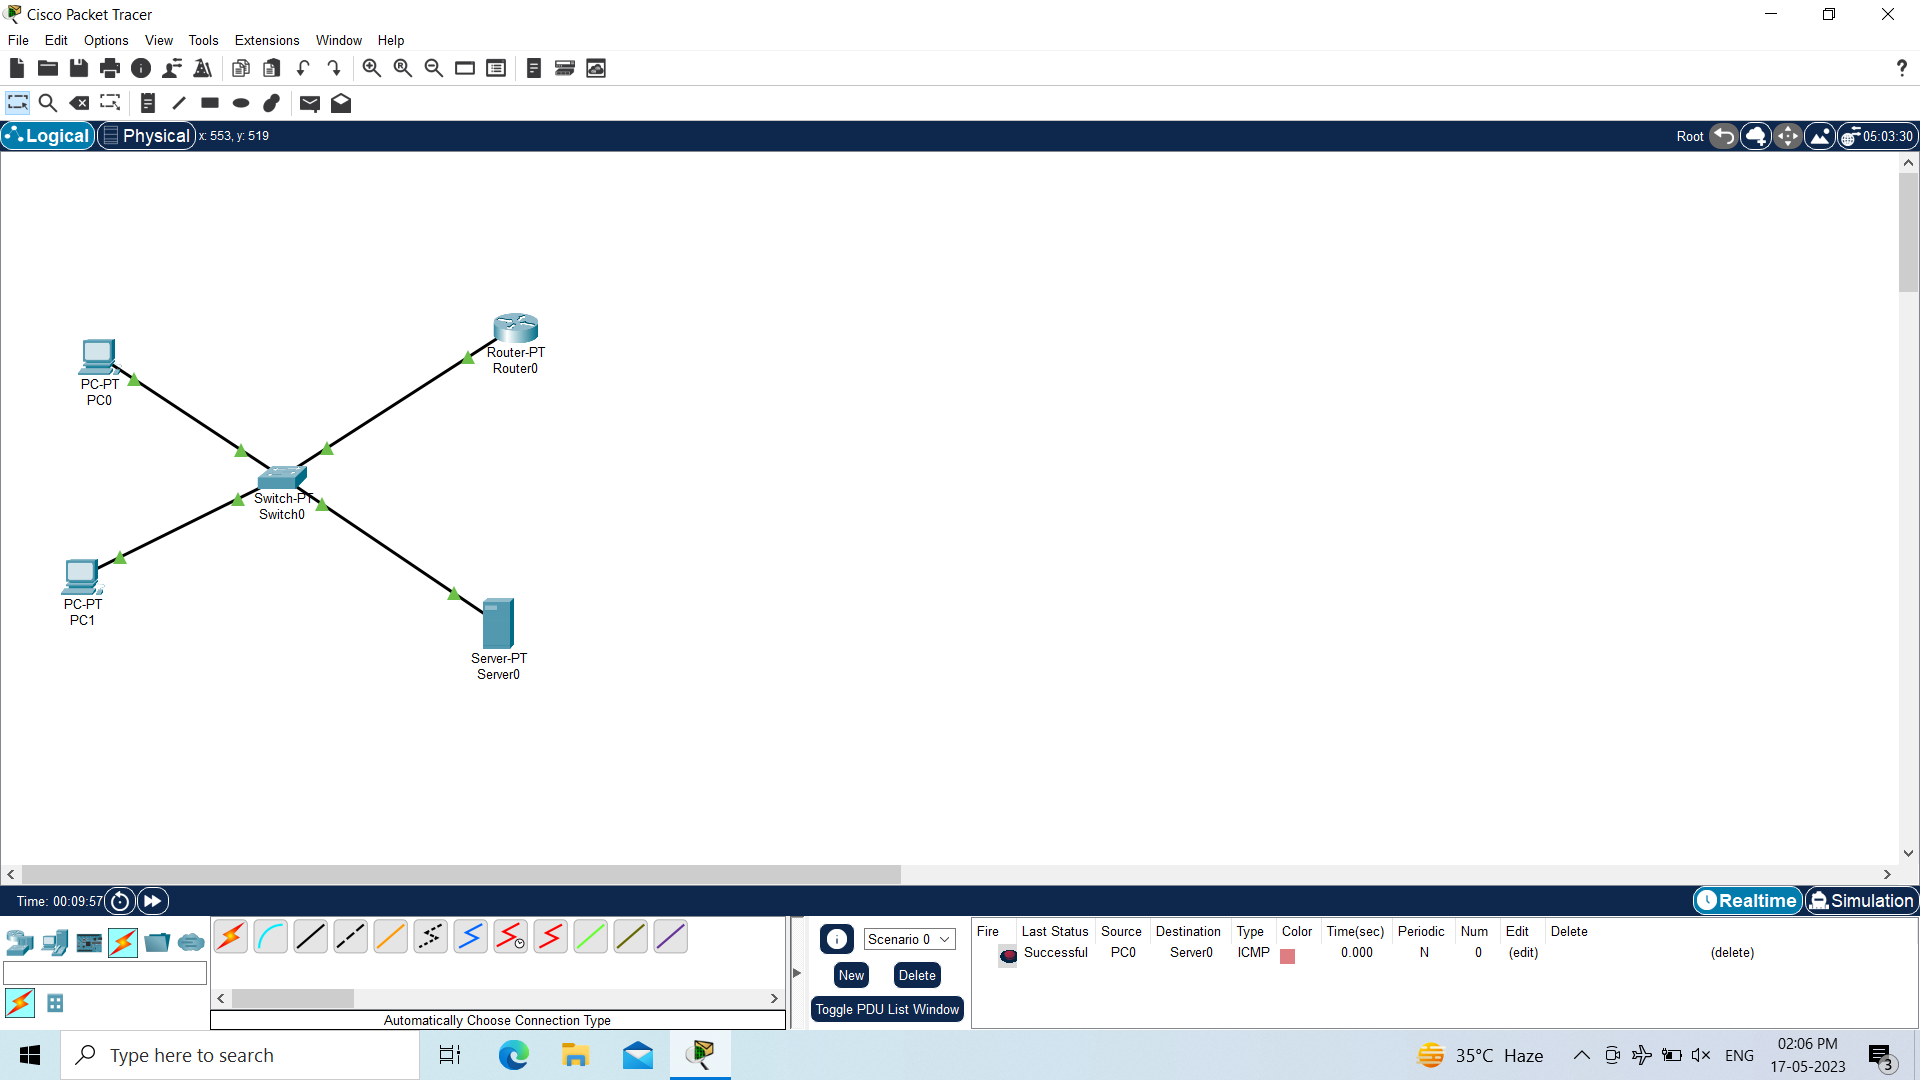 Cisco Packet Tracer
File Edit Options View Tools Extensions Window Help
?
Logical Physical x: 553, y: 519 Root 05:03:30
Router-PT
Router0
PC-PT
PC0
Switch-PT
Switch0
PC-PT
PC1
Server-PT
Server0
Time: 00:09:57 Realtime Simulation
Scenario 0
New Delete
Toggle PDU List Window
Fire Last Status Source Destination Type Color Time(sec) Periodic Num Edit Delete
Successful PC0 Server0 ICMP 0.000 N 0 (edit) (delete)
Automatically Choose Connection Type
Type here to search
35°C Haze
ENG
02:06 PM
17-05-2023
3